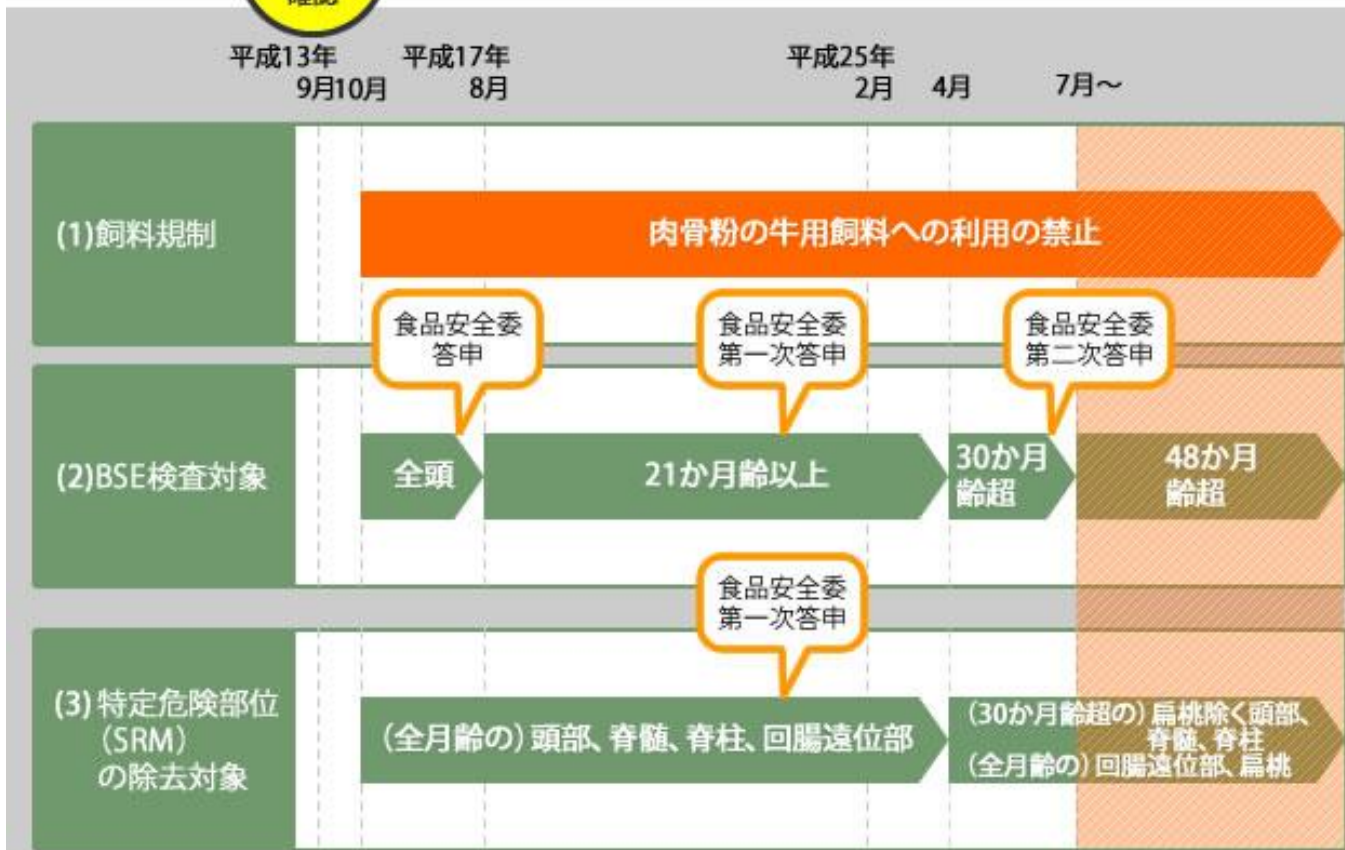 確認
平成13年
9月10月
平成17年
8月
平成25年
2月
4月
7月～
(1)飼料規制
肉骨粉の牛用飼料への利用の禁止
食品安全委
答申
食品安全委
第一次答申
食品安全委
第二次答申
(2)BSE検査対象
全頭
21か月齢以上
30か月
齢超
48か月
齢超
食品安全委
第一次答申
(3)特定危険部位
（SRM）
の除去対象
（全月齢の）頭部、脊髄、脊柱、回腸遠位部
（30か月齢超の）扁桃除く頭部、
脊髄、脊柱
（全月齢の）回腸遠位部、扁桃